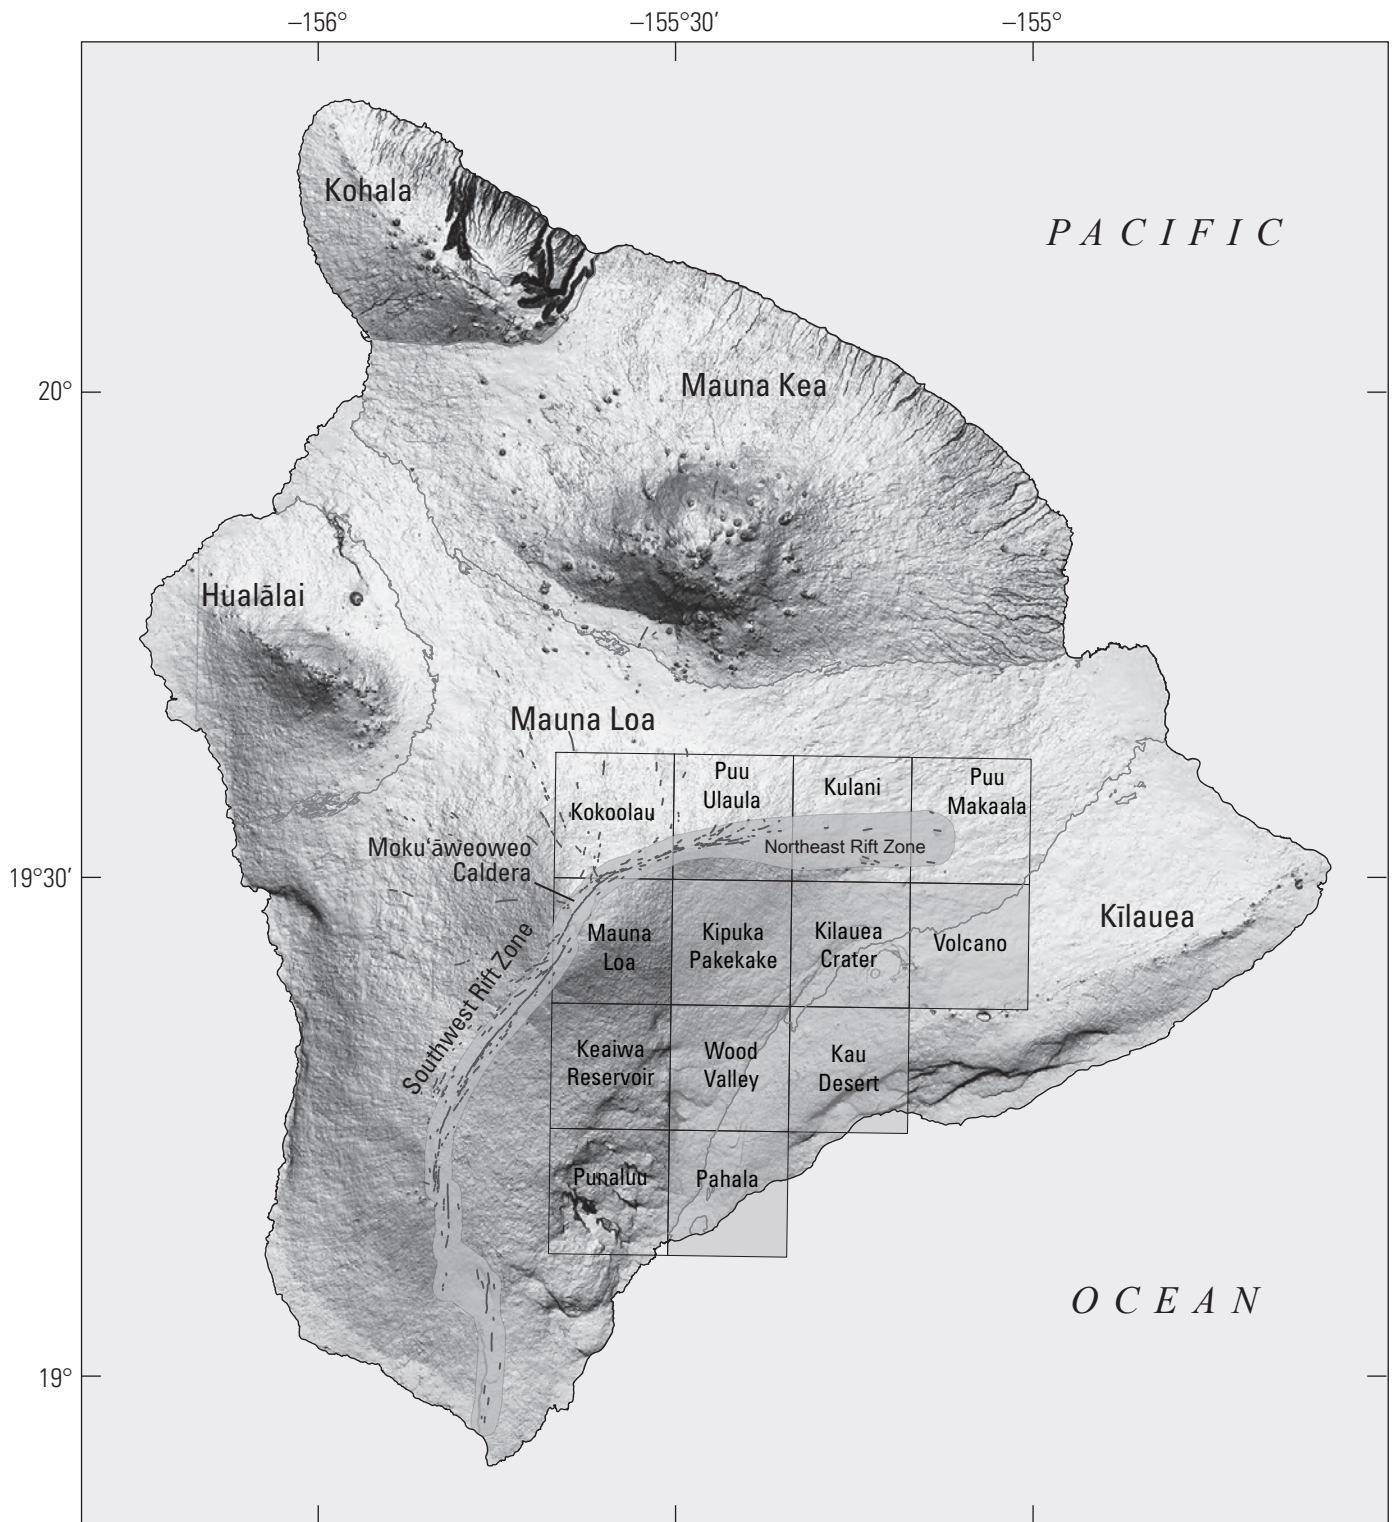 –156°
–155°30′
–155°
Kohala
PACIFIC
20°
Mauna Kea
Hualālai
Mauna Loa
Puu
Ulaula
Kulani
Puu
Makaala
Kokoolau
Northeast Rift Zone
Mokuʻāweoweo
Caldera
19°30′
Kīlauea
Mauna
Loa
Kipuka
Pakekake
Kilauea
Crater
Volcano
Southwest Rift Zone
Keaiwa
Reservoir
Wood
Valley
Kau
Desert
Punaluu
Pahala
OCEAN
19°